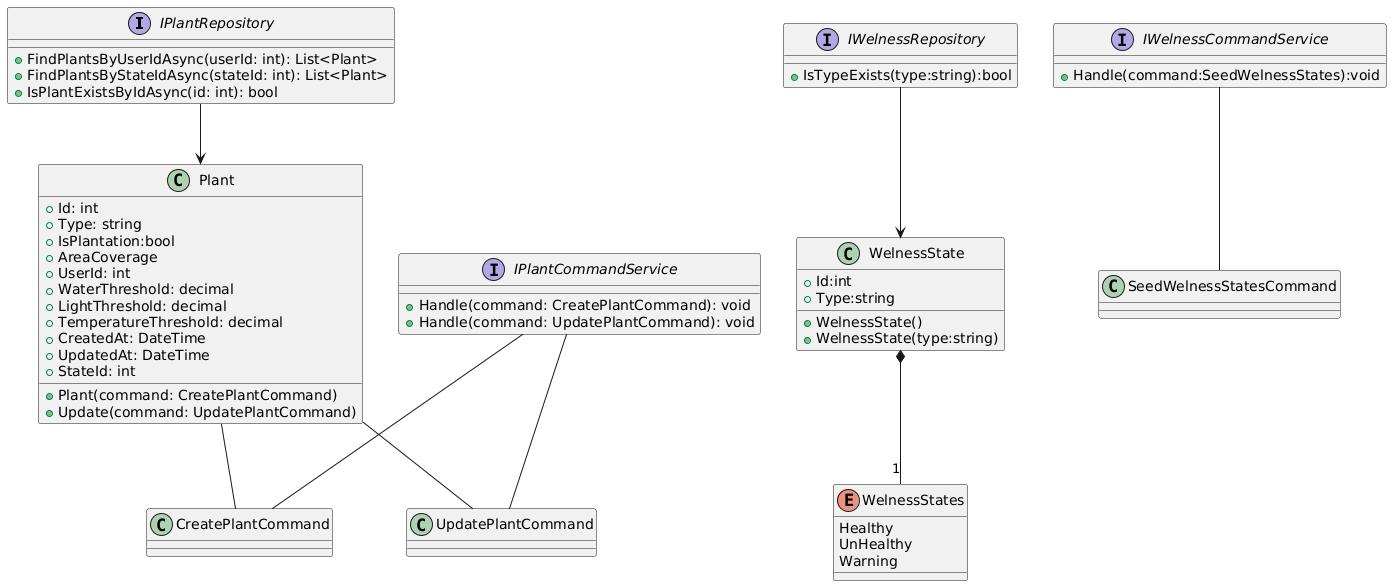 I IPlantRepository
FindPlantsByUserIdAsync(userId: int): List<Plant>
FindPlantsByStateIdAsync(stateId: int): List<Plant>
IsPlantExistsByIdAsync(id: int): bool
I IWelnessRepository
IsTypeExists(type:string):bool
I IWelnessCommandService
Handle(command:SeedWelnessStates):void
C Plant
Id: int
Type: string
IsPlantation:bool
AreaCoverage
UserId: int
WaterThreshold: decimal
LightThreshold: decimal
TemperatureThreshold: decimal
CreatedAt: DateTime
UpdatedAt: DateTime
StateId: int
Plant(command: CreatePlantCommand)
Update(command: UpdatePlantCommand)
I IPlantCommandService
Handle(command: CreatePlantCommand): void
Handle(command: UpdatePlantCommand): void
C WelnessState
Id:int
Type:string
WelnessState()
WelnessState(type:string)
C SeedWelnessStatesCommand
1
C CreatePlantCommand
C UpdatePlantCommand
E WelnessStates
Healthy
UnHealthy
Warning